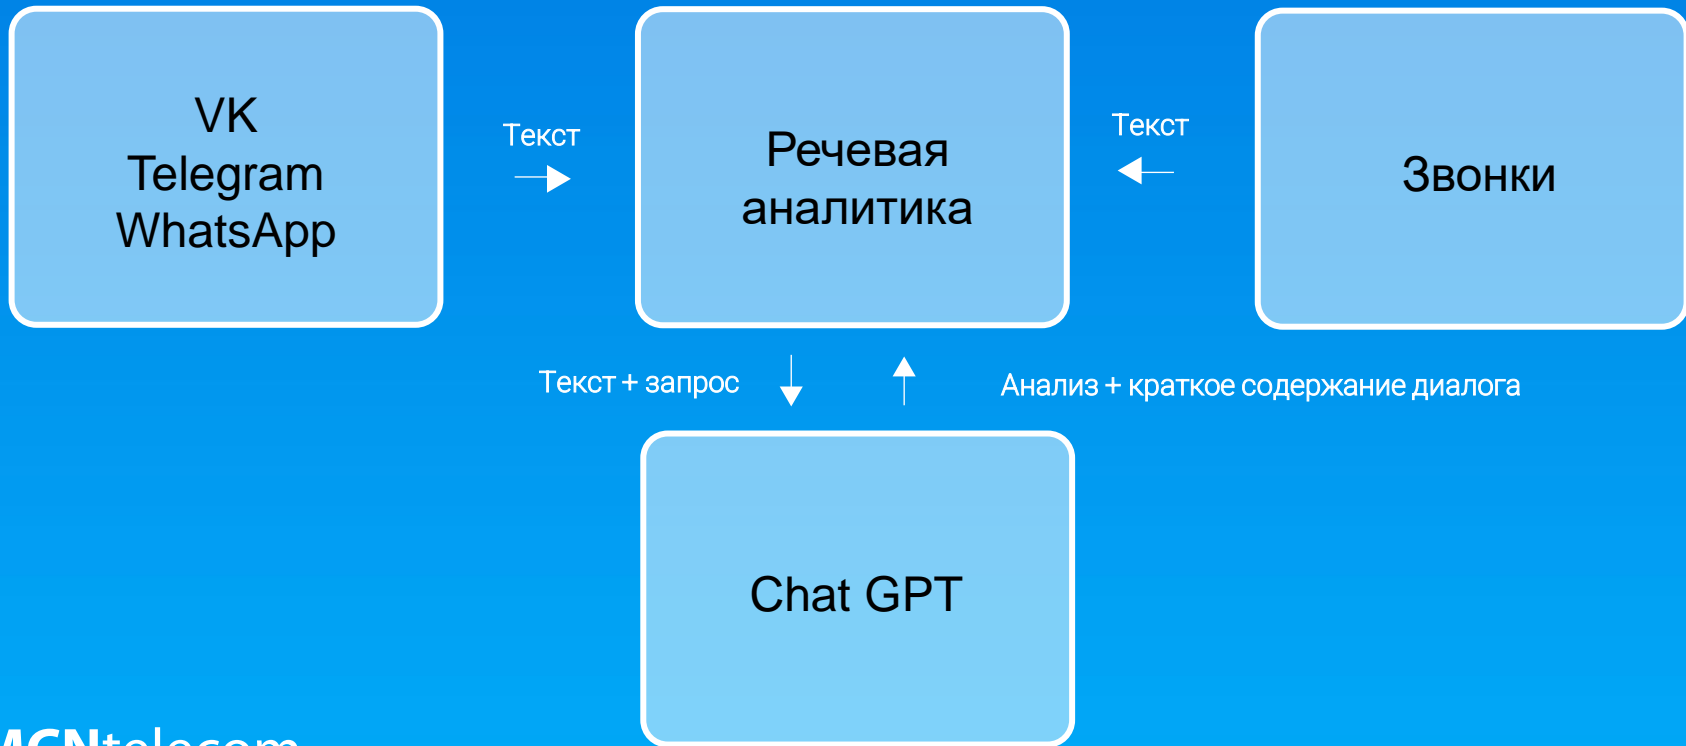 VK
Telegram
WhatsApp
Текст
Речевая
аналитика
Текст
Звонки
Текст + запрос
Анализ + краткое содержание диалога
Chat GPT
MCNtelecom